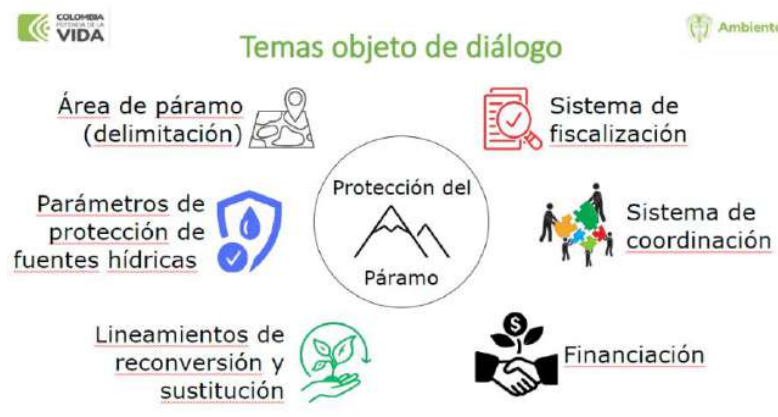 COLOMBIA
POTENCIA DE LA
VIDA
Ambiente
Temas objeto de diálogo
Área de páramo
(delimitación)
Parámetros de
protección de
fuentes hídricas
Lineamientos de
reconversión y
sustitución
Protección del
Páramo
Sistema de
fiscalización
Sistema de
coordinación
$
Financiación